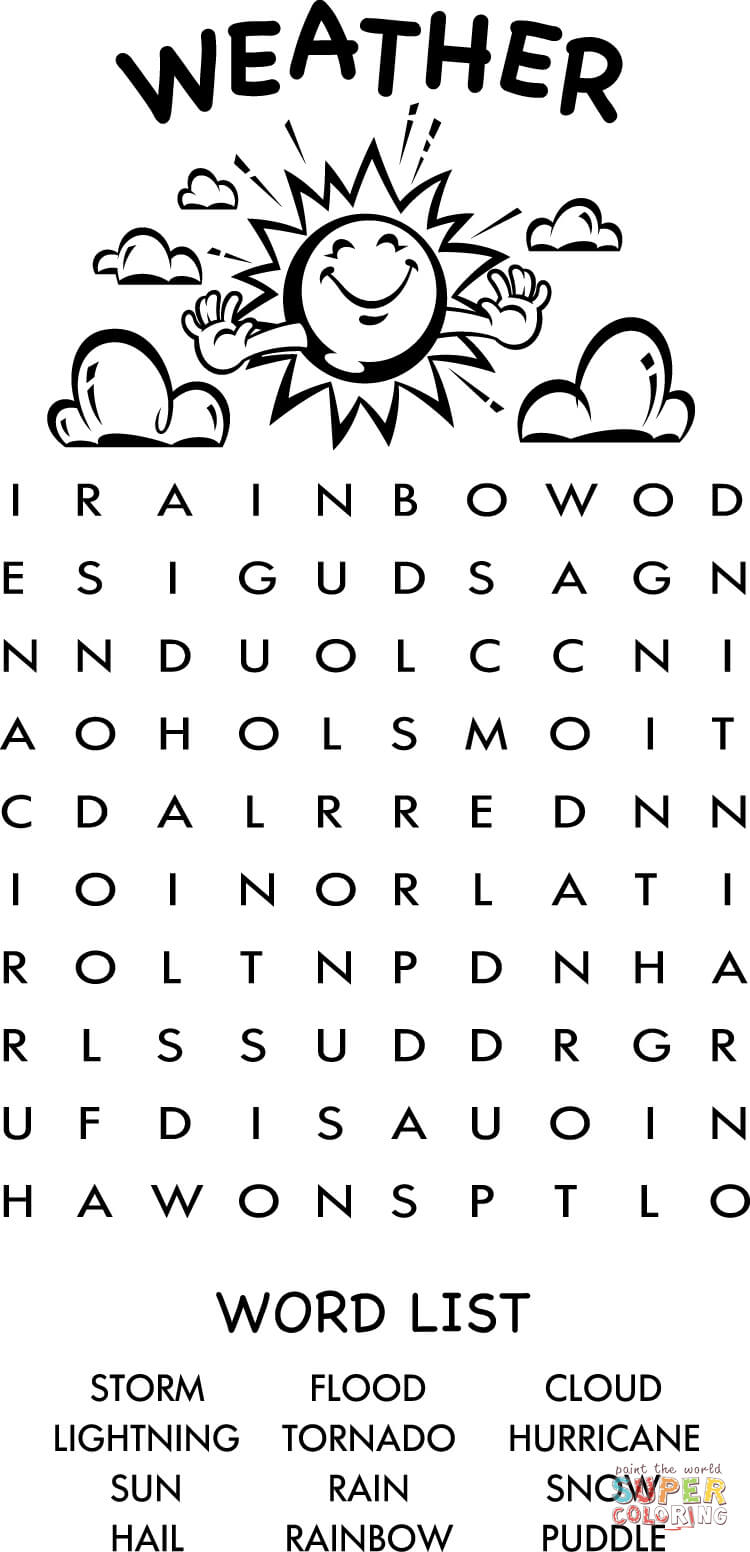 WEATHER
I R A I N B O W O D
E S I G U D S A G N
N N D U O L C C N I
A O H O L S M O I T
C D A L R R E D N N
I O I N O R L A T I
R O L T N P D N H A
R L S S U D D R G R
U F D I S A U O I N
H A W O N S P T L O
WORD LIST
STORM FLOOD CLOUD
LIGHTNING TORNADO HURRICANE
SUN RAIN SNOW
HAIL RAINBOW PUDDLE
paint the world
SUPER
COLORING